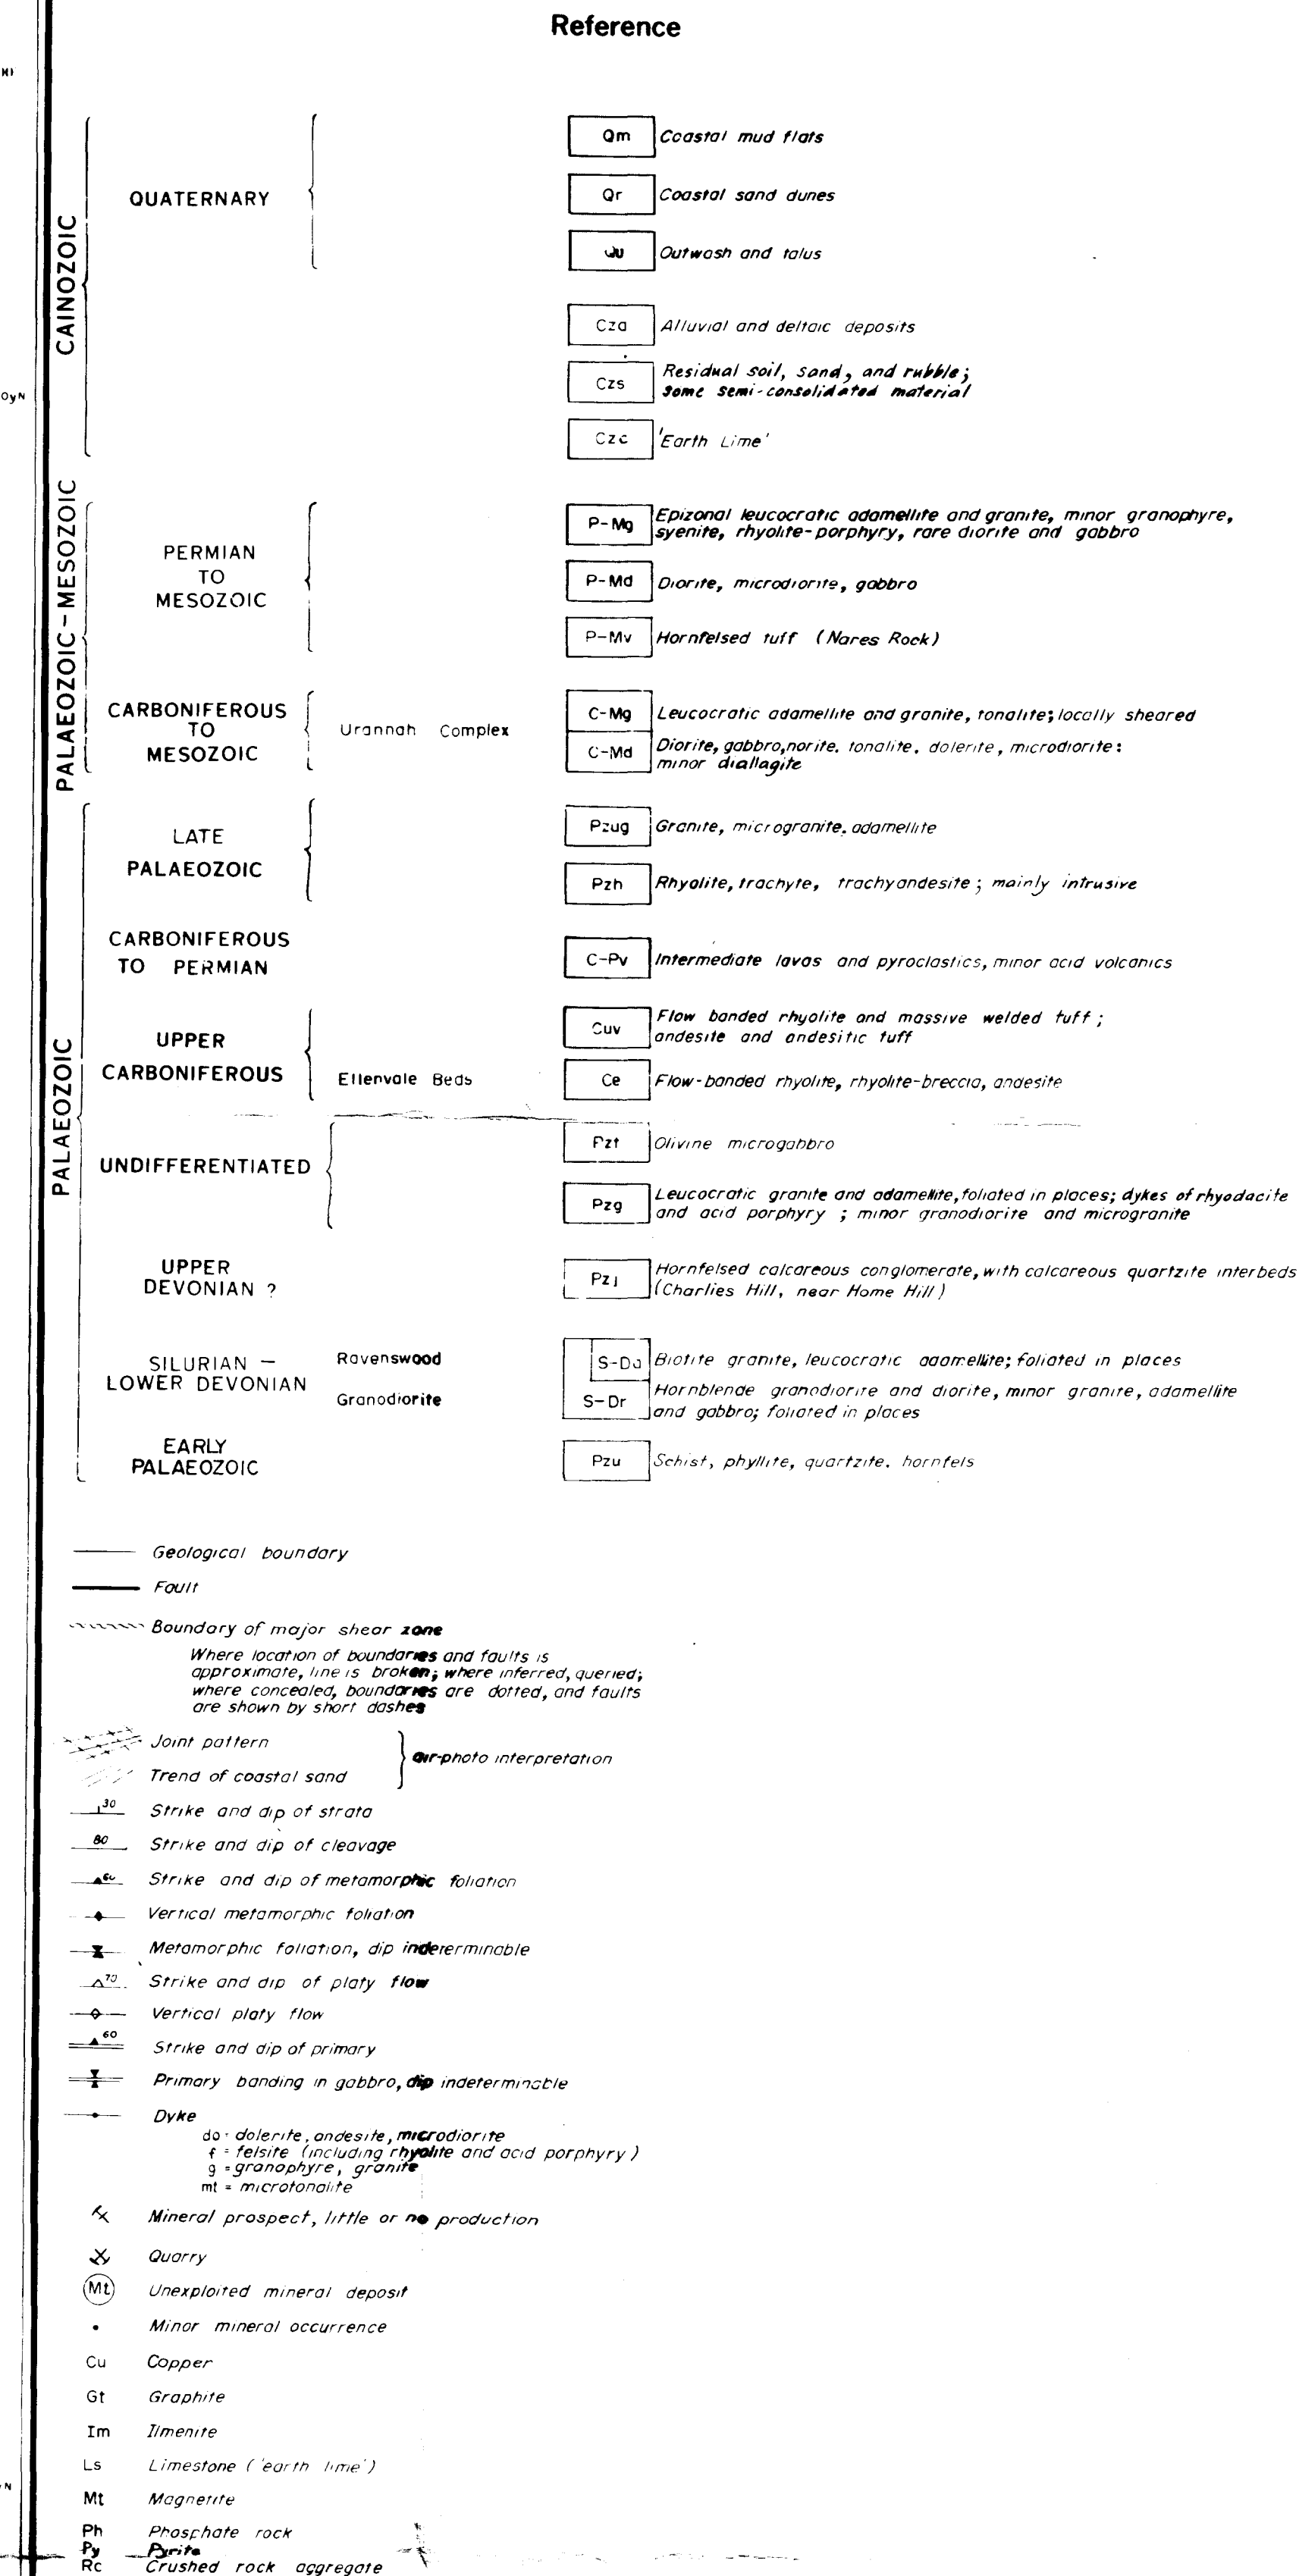 Reference
CAINOZOIC
QUATERNARY
Qm Coastal mud flats
Qr Coastal sand dunes
Outwash and talus
Cza Alluvial and deltaic deposits
Czs Residual soil, sand, and rubble;
some semi-consolidated material
Czc 'Earth Lime'
PALAEOZOIC-MESOZOIC
PERMIAN
TO
MESOZOIC
P-Mg Epizonal leucocratic adamellite and granite, minor granophyre,
syenite, rhyolite-porphyry, rare diorite and gabbro
P-Md Diorite, microdiorite, gabbro
P-Mv Hornfelsed tuff (Nares Rock)
CARBONIFEROUS
TO
MESOZOIC
Urannah Complex
C-Mg Leucocratic adamellite and granite, tonalite; locally sheared
C-Md Diorite, gabbro, norite, tonalite, dolerite, microdiorite:
minor diallagite
PALAEOZOIC
LATE
PALAEOZOIC
Pzug Granite, microgranite, adamellite
Pzh Rhyolite, trachyte, trachyandesite; mainly intrusive
CARBONIFEROUS
TO PERMIAN
C-Pv Intermediate lavas and pyroclastics, minor acid volcanics
UPPER
CARBONIFEROUS
Cuv Flow banded rhyolite and massive welded tuff;
andesite and andesitic tuff
Ellenvale Beds
Ce Flow-banded rhyolite, rhyolite-breccia, andesite
UNDIFFERENTIATED
Pzt Olivine microgabbro
Pzg Leucocratic granite and adamellite, foliated in places; dykes of rhyodacite
and acid porphyry ; minor granodiorite and microgranite
UPPER
DEVONIAN ?
Pzj Hornfelsed calcareous conglomerate, with calcareous quartzite interbeds
(Charlies Hill, near Home Hill)
SILURIAN -
LOWER DEVONIAN
Ravenswood
Granodiorite
S-Da Biotite granite, leucocratic adamellite; foliated in places
S-Dr Hornblende granodiorite and diorite, minor granite, adamellite
and gabbro; foliated in places
EARLY
PALAEOZOIC
Pzu Schist, phyllite, quartzite, hornfels
Geological boundary
Fault
Boundary of major shear zone
Where location of boundaries and faults is
approximate, line is broken; where inferred, queried;
where concealed, boundaries are dotted, and faults
are shown by short dashes
Joint pattern
Trend of coastal sand
air-photo interpretation
30 Strike and dip of strata
80 Strike and dip of cleavage
60 Strike and dip of metamorphic foliation
Vertical metamorphic foliation
Metamorphic foliation, dip indeterminable
70 Strike and dip of platy flow
Vertical platy flow
60 Strike and dip of primary
Primary banding in gabbro, dip indeterminable
Dyke
do = dolerite, andesite, microdiorite
f = felsite (including rhyolite and acid porphyry)
g = granophyre, granite
mt = microtonalite
Mineral prospect, little or no production
Quarry
Mt Unexploited mineral deposit
Minor mineral occurrence
Cu Copper
Gt Graphite
Im Ilmenite
Ls Limestone ('earth lime')
Mt Magnetite
Ph Phosphate rock
Py Pyrite
Rc Crushed rock aggregate